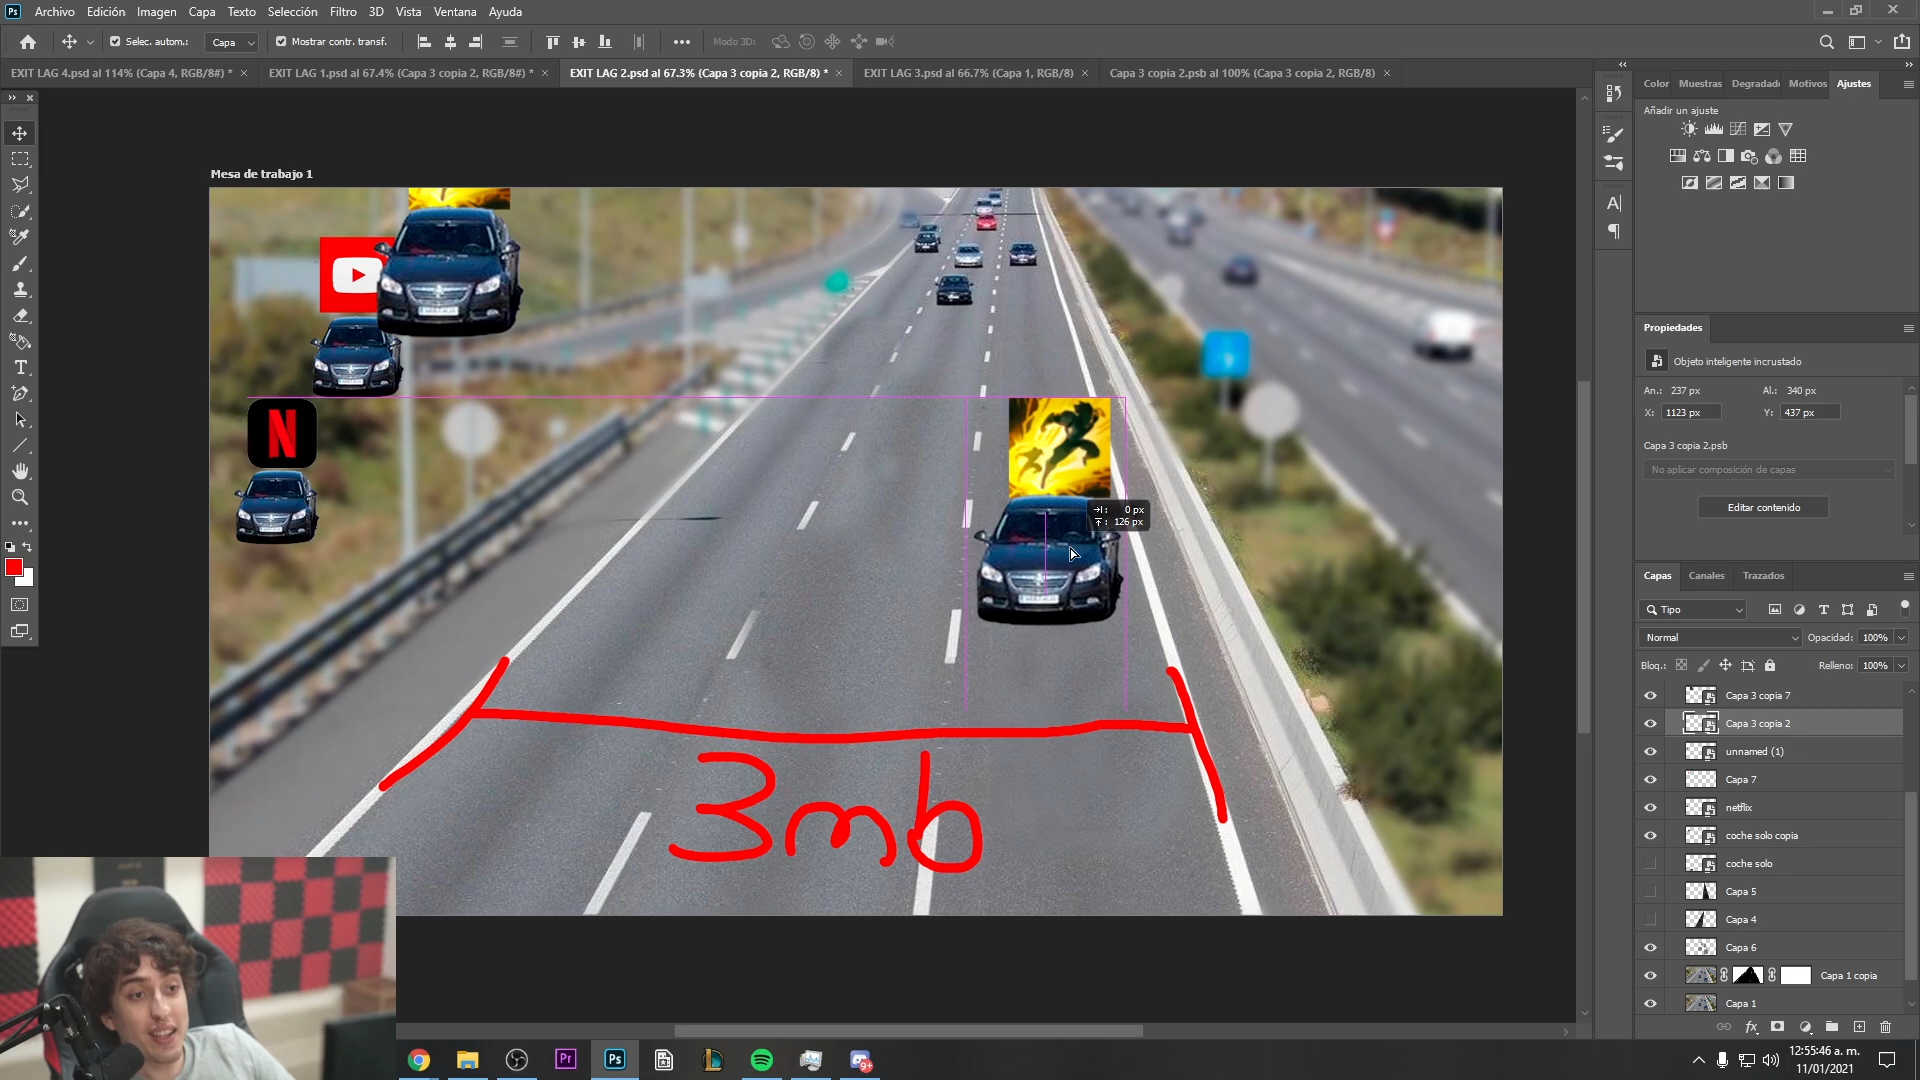 Ps Archivo Edición Imagen Capa Texto Selección Filtro 3D Vista Ventana Ayuda
Selec. autom.: Capa Mostrar contr. transf. Modo 3D:
EXIT LAG 4.psd al 114% (Capa 4, RGB/8#) * EXIT LAG 1.psd al 67.4% (Capa 3 copia 2, RGB/8#) * EXIT LAG 2.psd al 67.3% (Capa 3 copia 2, RGB/8) * EXIT LAG 3.psd al 66.7% (Capa 1, RGB/8) Capa 3 copia 2.psb al 100% (Capa 3 copia 2, RGB/8)
Mesa de trabajo 1
N
0 px
126 px
3mb
Color Muestras Degradad Motivos Ajustes
Añadir un ajuste
Propiedades
Objeto inteligente incrustado
An.: 237 px Al.: 340 px
X: 1123 px Y: 437 px
Capa 3 copia 2.psb
No aplicar composición de capas
Editar contenido
Capas Canales Trazados
Tipo
Normal Opacidad: 100%
Bloq.: Relleno: 100%
Capa 3 copia 7
Capa 3 copia 2
unnamed (1)
Capa 7
netflix
coche solo copia
coche solo
Capa 5
Capa 4
Capa 6
Capa 1 copia
Capa 1
fx
Pr Ps 9+
12:55:46 a. m.
11/01/2021